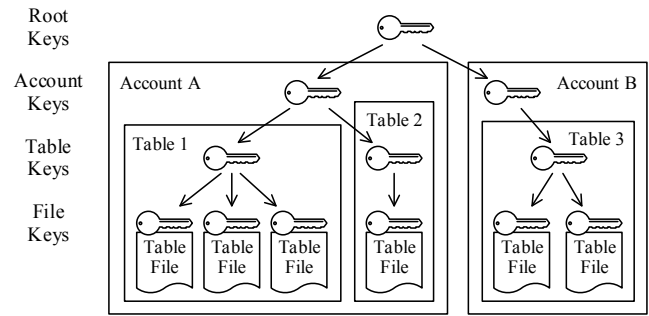 Root
Keys
Account
Keys
Account A
Account B
Table
Keys
Table 1
Table 2
Table 3
File
Keys
Table
File
Table
File
Table
File
Table
File
Table
File
Table
File